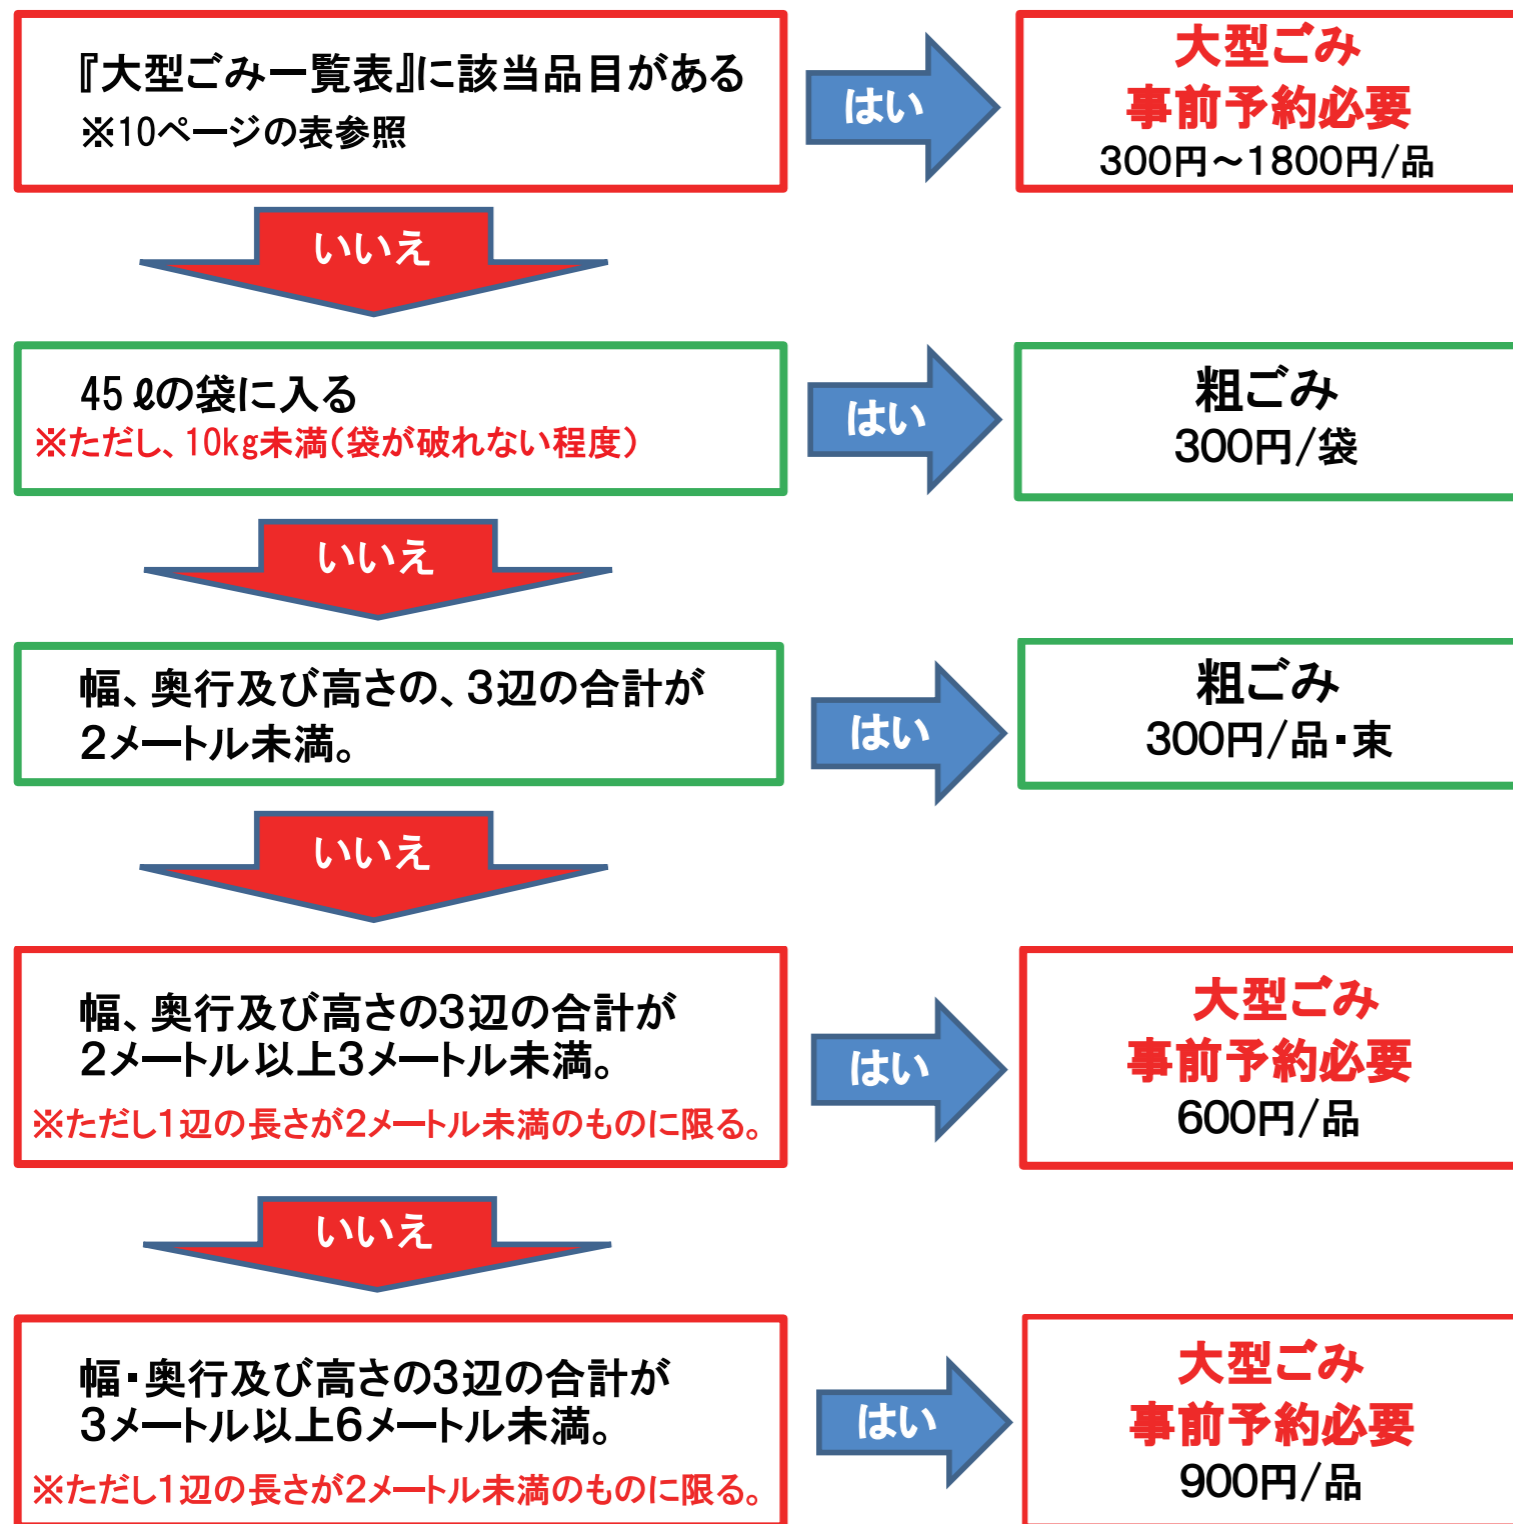 『大型ごみ一覧表』に該当品目がある
※10ページの表参照
はい
大型ごみ
事前予約必要
300円～1800円/品
いいえ
45ℓの袋に入る
※ただし、10kg未満(袋が破れない程度)
はい
粗ごみ
300円/袋
いいえ
幅、奥行及び高さの、3辺の合計が
2メートル未満。
はい
粗ごみ
300円/品・束
いいえ
幅、奥行及び高さの3辺の合計が
2メートル以上3メートル未満。
※ただし1辺の長さが2メートル未満のものに限る。
はい
大型ごみ
事前予約必要
600円/品
いいえ
幅・奥行及び高さの3辺の合計が
3メートル以上6メートル未満。
※ただし1辺の長さが2メートル未満のものに限る。
はい
大型ごみ
事前予約必要
900円/品